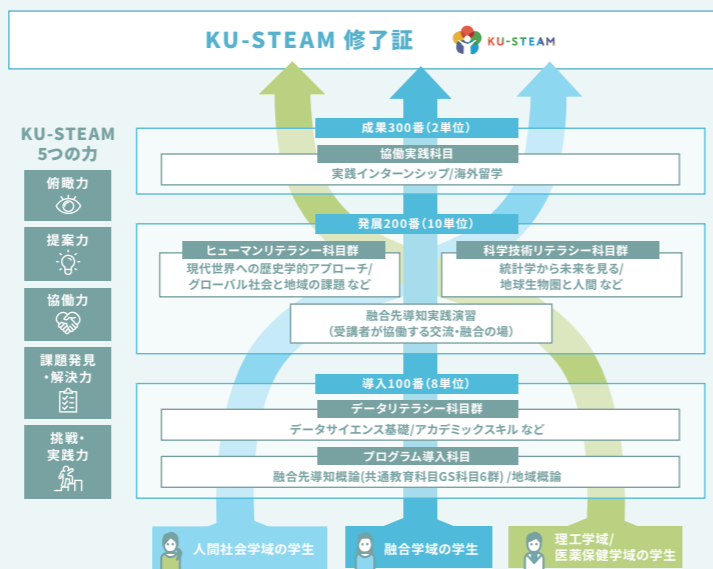 KU-STEAM 修了証
KU-STEAM
KU-STEAM
5つの力
俯瞰力
提案力
協働力
課題発見
・解決力
挑戦・
実践力
成果300番(2単位)
協働実践科目
実践インターンシップ/海外留学
発展200番(10単位)
ヒューマンリテラシー科目群
現代世界への歴史学的アプローチ/
グローバル社会と地域の課題 など
科学技術リテラシー科目群
統計学から未来を見る/
地球生物圏と人間 など
融合先導知実践演習
（受講者が協働する交流・融合の場）
導入100番(8単位)
データリテラシー科目群
データサイエンス基礎/アカデミックスキル など
プログラム導入科目
融合先導知概論(共通教育科目GS科目6群) /地域概論
人間社会学域の学生
融合学域の学生
理工学域/
医薬保健学域の学生